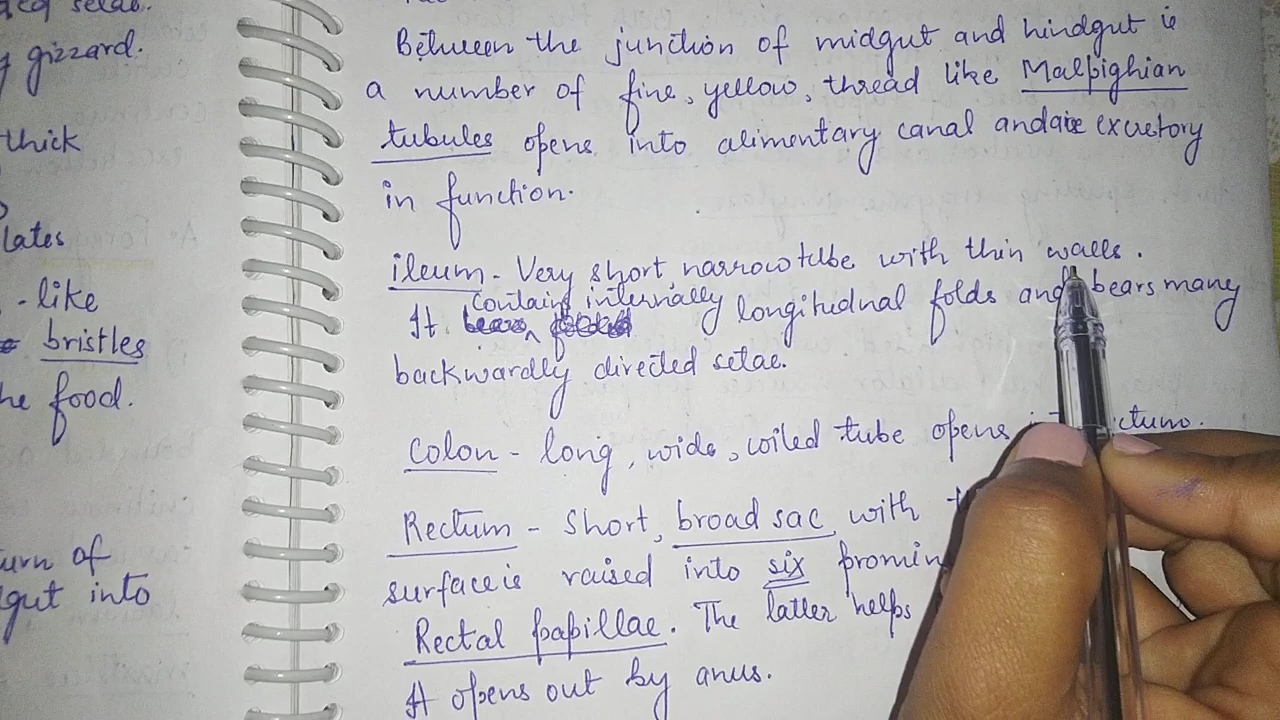 gizzard.
thick
lates
-like
bristles
he food.
urn of
gut into
Between the junction of midgut and hindgut is
a number of fine, yellow, thread like Malpighian
tubules opens into alimentary canal and are excretory
in function.
ileum - Very short narrow tube with thin walls.
It contains internally longitudnal folds and bears many
backwardly directed setae.
Colon - long, wide, coiled tube opens
Rectum - Short, broad sac with
surface is raised into six promin
Rectal papillae. The latter helps
It opens out by anus.